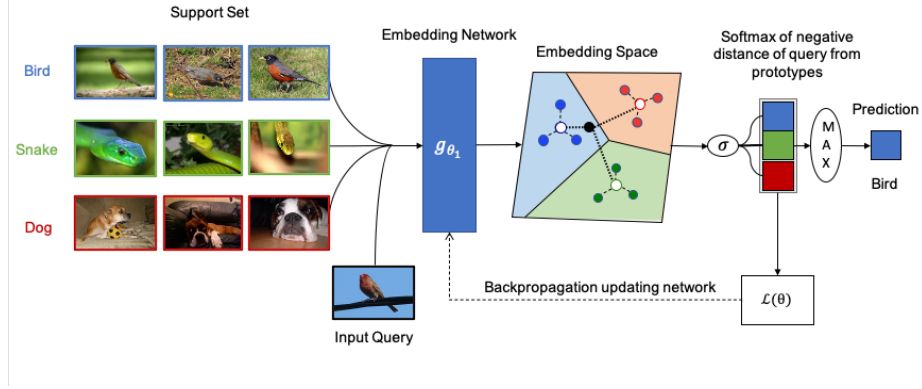 Support Set
Bird
Snake
Dog
Input Query
Embedding Network
g_θ₁
Embedding Space
Softmax of negative
distance of query from
prototypes
σ
M
A
X
Prediction
Bird
ℒ(θ)
Backpropagation updating network